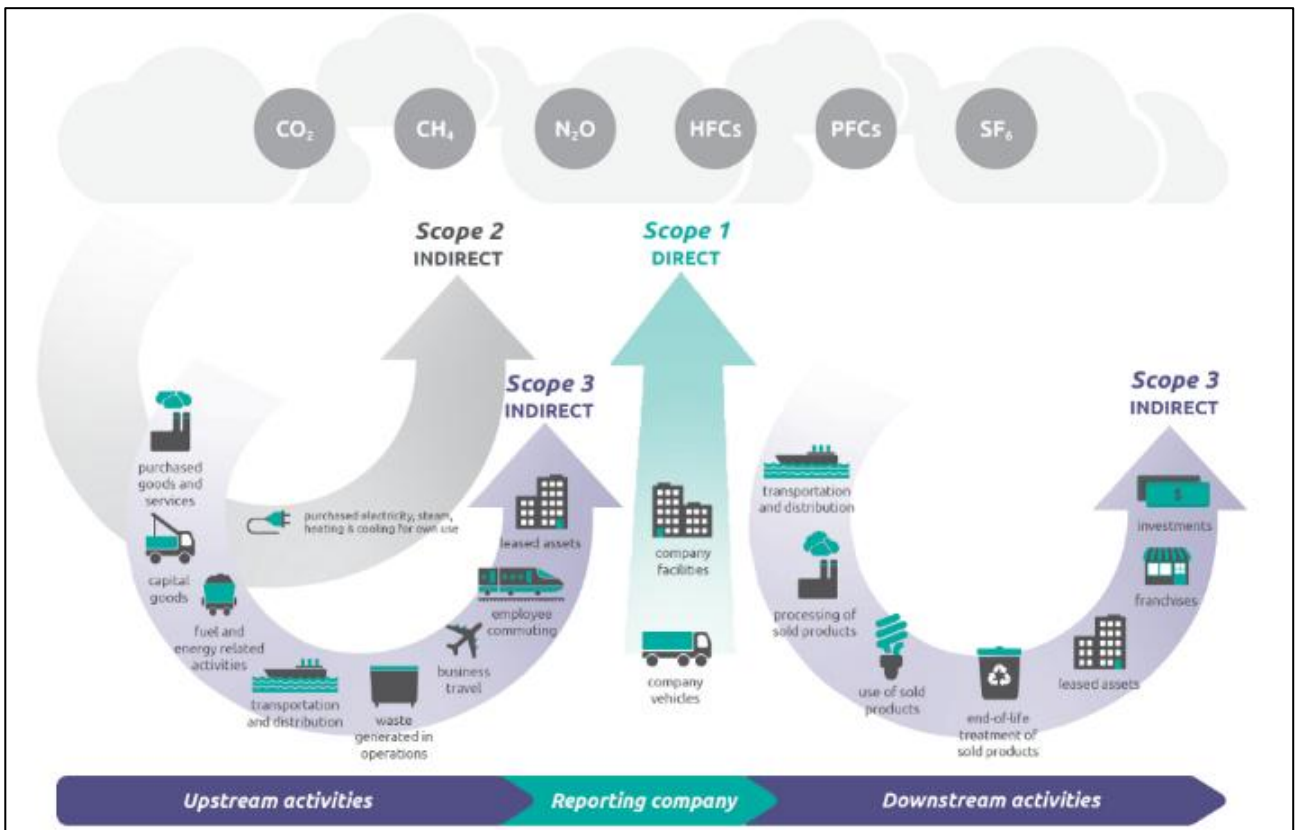 CO₂
CH₄
N₂O
HFCs
PFCs
SF₆
Scope 2
INDIRECT
Scope 1
DIRECT
Scope 3
INDIRECT
Scope 3
INDIRECT
purchased
goods and
services
capital
goods
fuel and
energy related
activities
transportation
and distribution
waste
generated in
operations
business
travel
employee
commuting
leased assets
purchased electricity, steam,
heating & cooling for own use
company
facilities
company
vehicles
transportation
and distribution
processing of
sold products
use of sold
products
end-of-life
treatment of
sold products
leased assets
franchises
investments
$
Upstream activities
Reporting company
Downstream activities